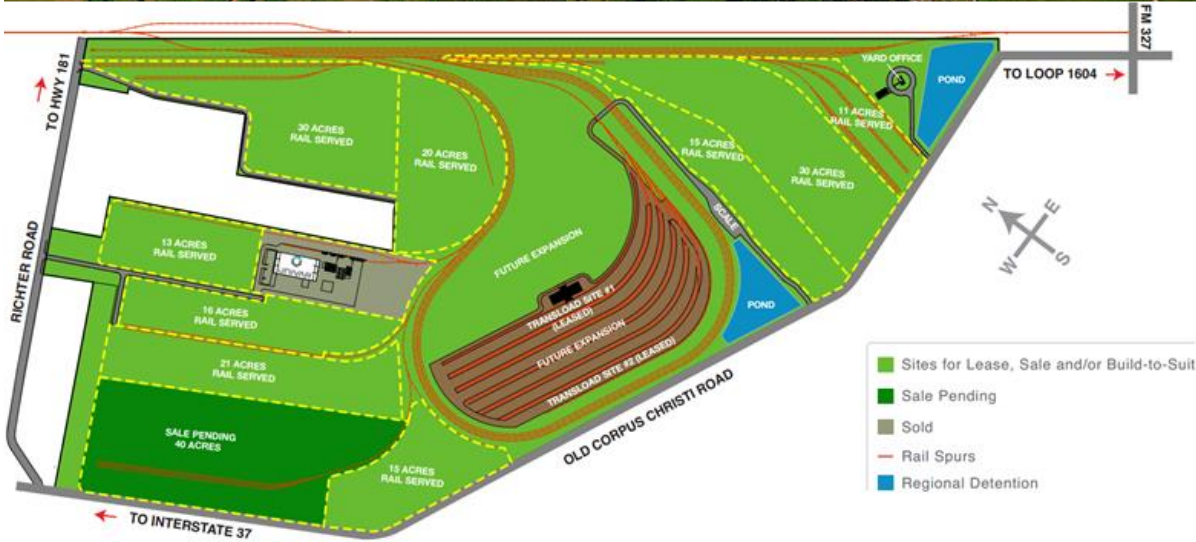 FM 327
TO HWY 181
YARD OFFICE
POND
TO LOOP 1604
11 ACRES
RAIL SERVED
30 ACRES
RAIL SERVED
20 ACRES
RAIL SERVED
15 ACRES
RAIL SERVED
30 ACRES
RAIL SERVED
SCALE
N
E
W
S
13 ACRES
RAIL SERVED
UNIVAR
FUTURE EXPANSION
RICHTER ROAD
16 ACRES
RAIL SERVED
TRANSLOAD SITE #1
(LEASED)
FUTURE EXPANSION
TRANSLOAD SITE #2 (LEASED)
POND
21 ACRES
RAIL SERVED
OLD CORPUS CHRISTI ROAD
SALE PENDING
40 ACRES
15 ACRES
RAIL SERVED
TO INTERSTATE 37
Sites for Lease, Sale and/or Build-to-Suit
Sale Pending
Sold
Rail Spurs
Regional Detention